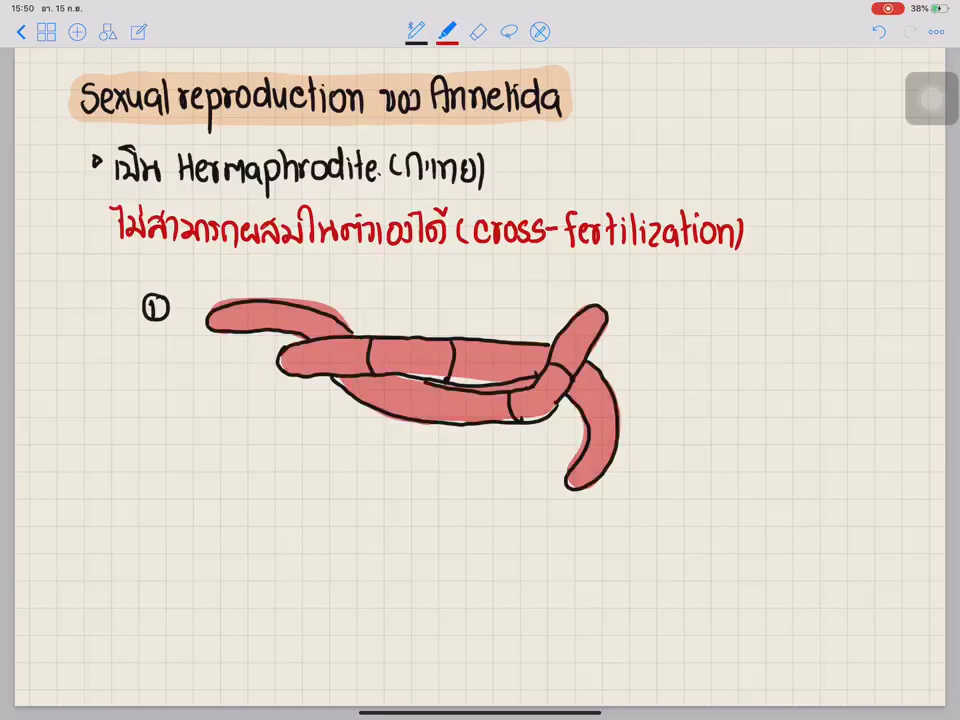 15:50 อา. 15 ก.ย. 38%
Sexual reproduction ของ Annelida
เป็น Hermaphrodite (กะเทย)
ไม่สามารถผสมในตัวเองได้ (cross-fertilization)
①